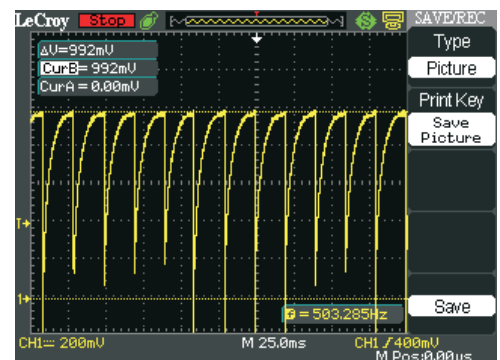 LeCroy Stop SAVE/REC
Type
ΔV=992mV
CurB= 992mV
Picture
CurA = 0.00mV
Print Key
Save
Picture
T
1
f = 503.285Hz
Save
CH1 200mV M 25.0ms CH1 400mV
M Pos:0.00µs